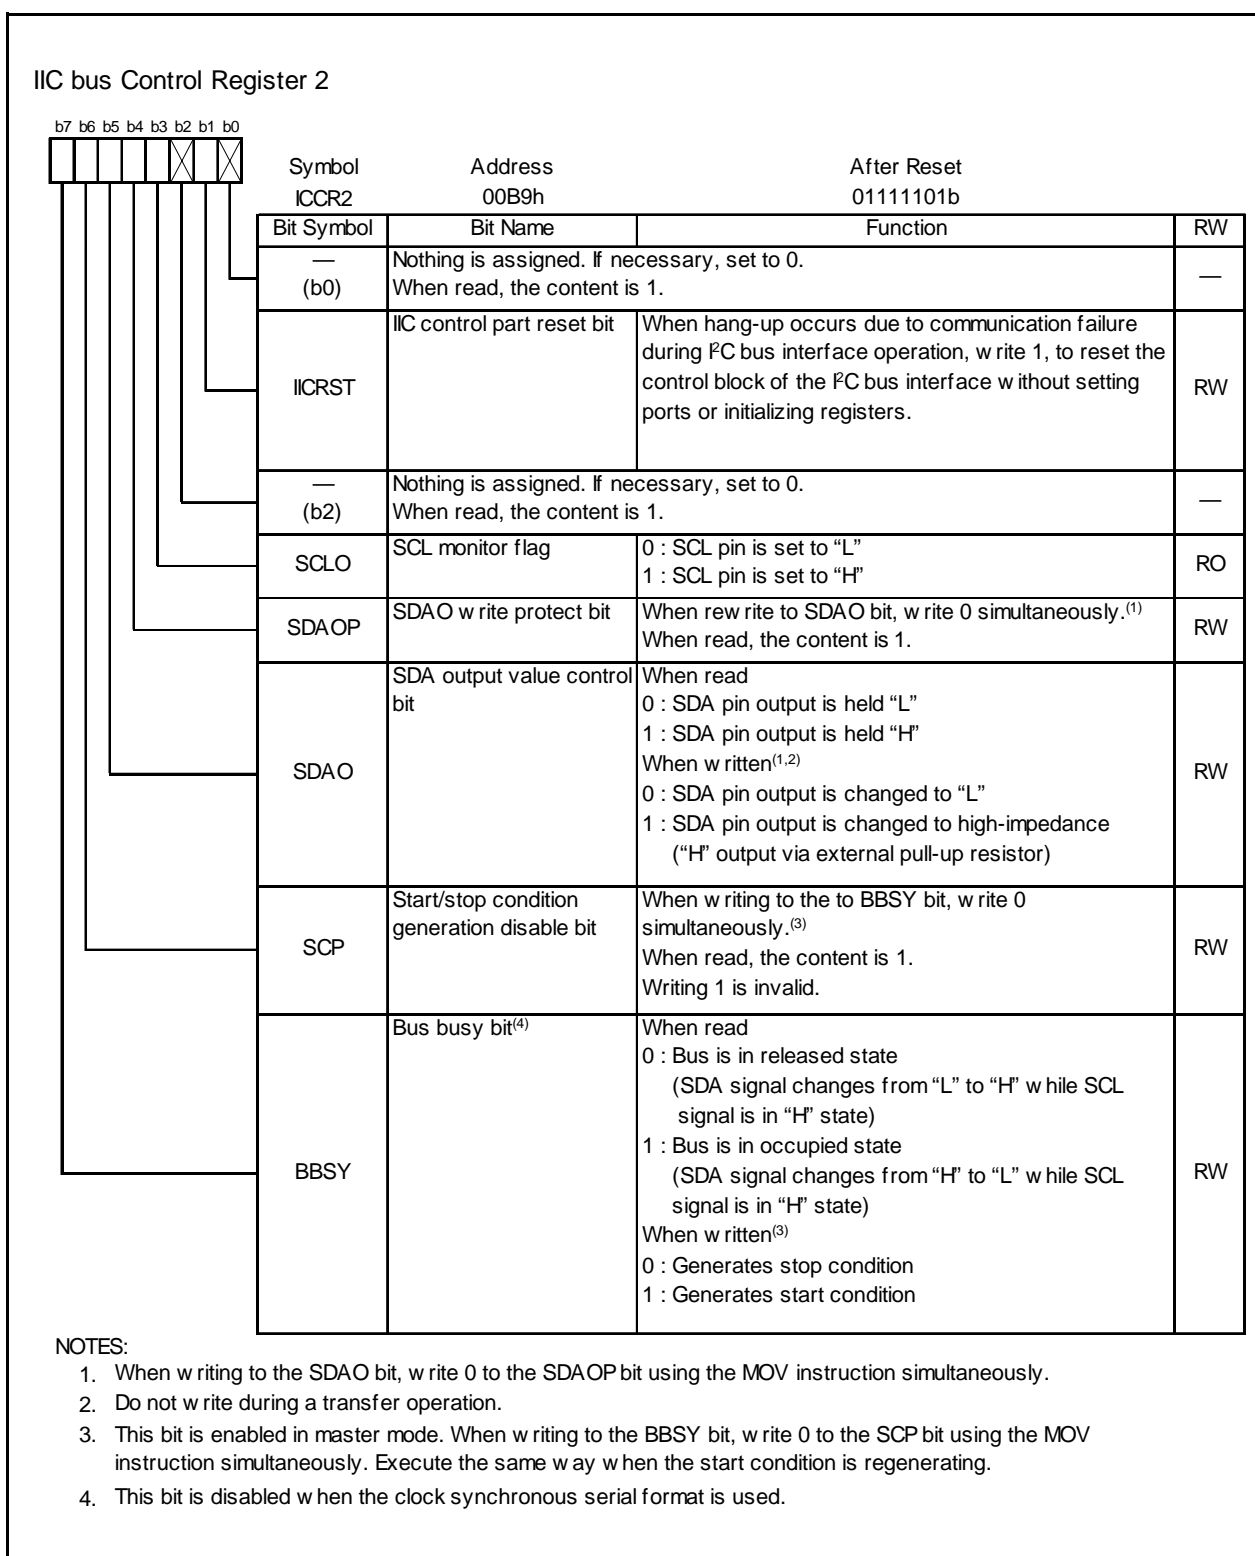 IIC bus Control Register 2
b7 b6 b5 b4 b3 b2 b1 b0
Symbol Address After Reset
ICCR2 00B9h 01111101b
Bit Symbol Bit Name Function RW
—
(b0)
Nothing is assigned. If necessary, set to 0.
When read, the content is 1.
—
IICRST
IIC control part reset bit
When hang-up occurs due to communication failure
during I²C bus interface operation, write 1, to reset the
control block of the I²C bus interface without setting
ports or initializing registers.
RW
—
(b2)
Nothing is assigned. If necessary, set to 0.
When read, the content is 1.
—
SCLO
SCL monitor flag
0 : SCL pin is set to “L”
1 : SCL pin is set to “H”
RO
SDAOP
SDAO write protect bit
When rewrite to SDAO bit, write 0 simultaneously.(1)
When read, the content is 1.
RW
SDAO
SDA output value control
bit
When read
0 : SDA pin output is held “L”
1 : SDA pin output is held “H”
When written(1,2)
0 : SDA pin output is changed to “L”
1 : SDA pin output is changed to high-impedance
(“H” output via external pull-up resistor)
RW
SCP
Start/stop condition
generation disable bit
When writing to the to BBSY bit, write 0
simultaneously.(3)
When read, the content is 1.
Writing 1 is invalid.
RW
BBSY
Bus busy bit(4)
When read
0 : Bus is in released state
(SDA signal changes from “L” to “H” while SCL
signal is in “H” state)
1 : Bus is in occupied state
(SDA signal changes from “H” to “L” while SCL
signal is in “H” state)
When written(3)
0 : Generates stop condition
1 : Generates start condition
RW
NOTES:
1. When writing to the SDAO bit, write 0 to the SDAOP bit using the MOV instruction simultaneously.
2. Do not write during a transfer operation.
3. This bit is enabled in master mode. When writing to the BBSY bit, write 0 to the SCP bit using the MOV
instruction simultaneously. Execute the same way when the start condition is regenerating.
4. This bit is disabled when the clock synchronous serial format is used.